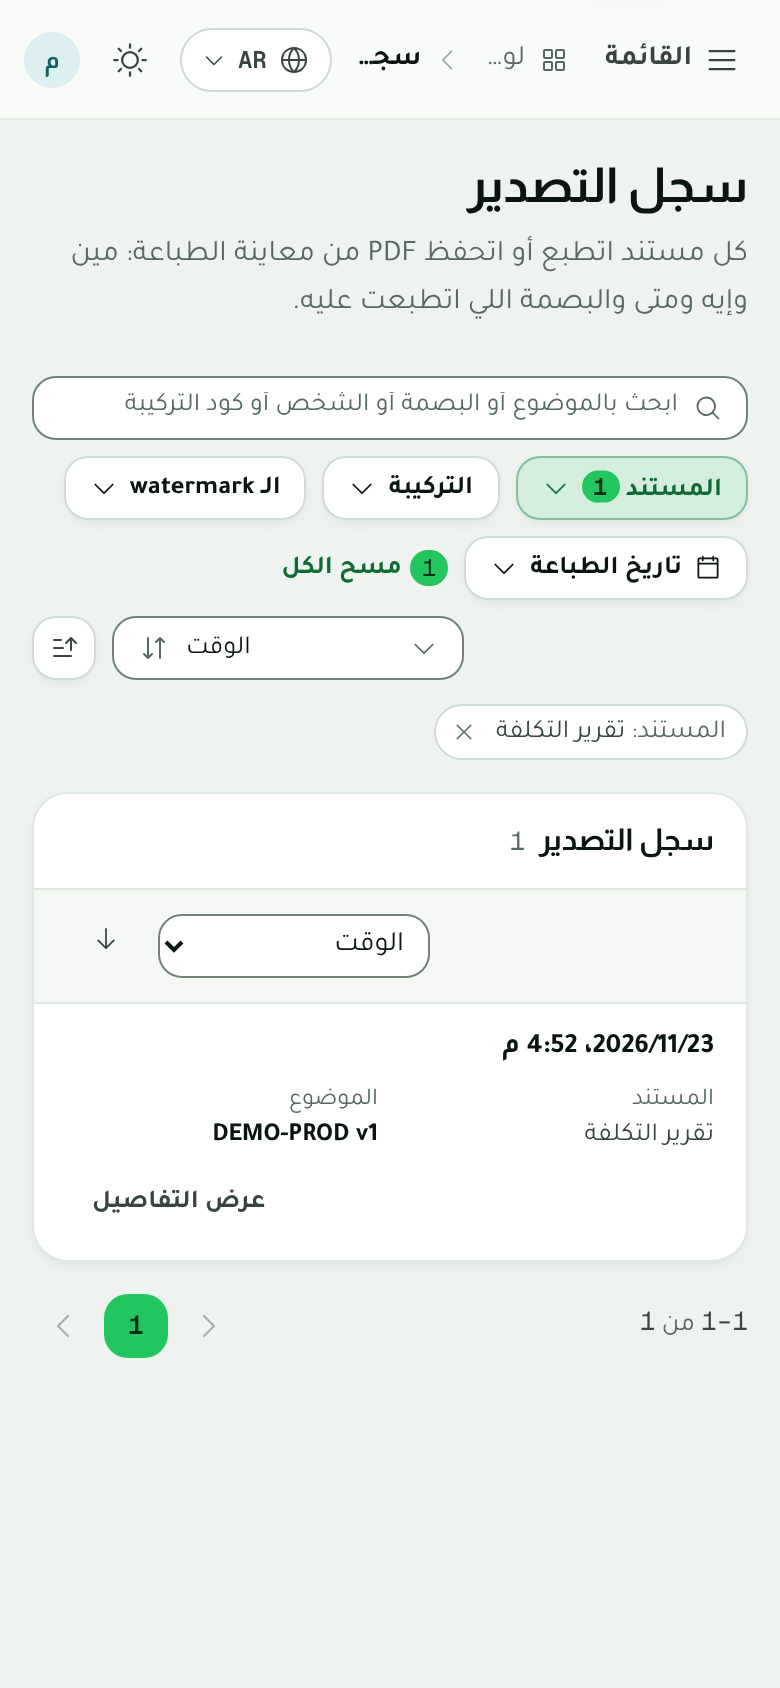 القائمة
لو...
سجـ...
AR
م
سجل التصدير
كل مستند اتطبع أو اتحفظ PDF من معاينة الطباعة: مين
وإيه ومتى والبصمة اللي اتطبعت عليه.
ابحث بالموضوع أو البصمة أو الشخص أو كود التركيبة
المستند 1
التركيبة
الـ watermark
تاريخ الطباعة
1 مسح الكل
الوقت
المستند: تقرير التكلفة
سجل التصدير 1
الوقت
2026/11/23، 4:52 م
المستند
تقرير التكلفة
الموضوع
DEMO-PROD v1
عرض التفاصيل
1–1 من 1
1